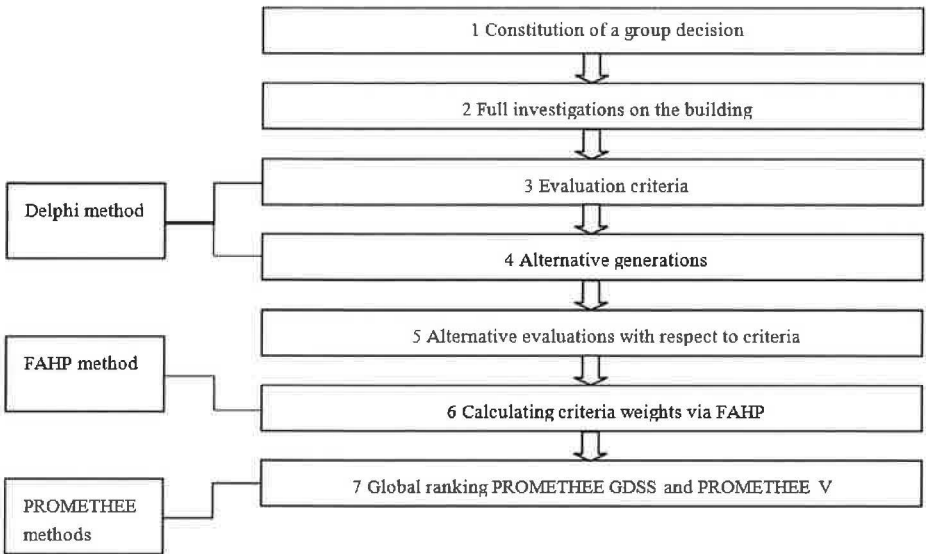 1 Constitution of a group decision
2 Full investigations on the building
3 Evaluation criteria
Delphi method
4 Alternative generations
5 Alternative evaluations with respect to criteria
FAHP method
6 Calculating criteria weights via FAHP
7 Global ranking PROMETHEE GDSS and PROMETHEE V
PROMETHEE
methods